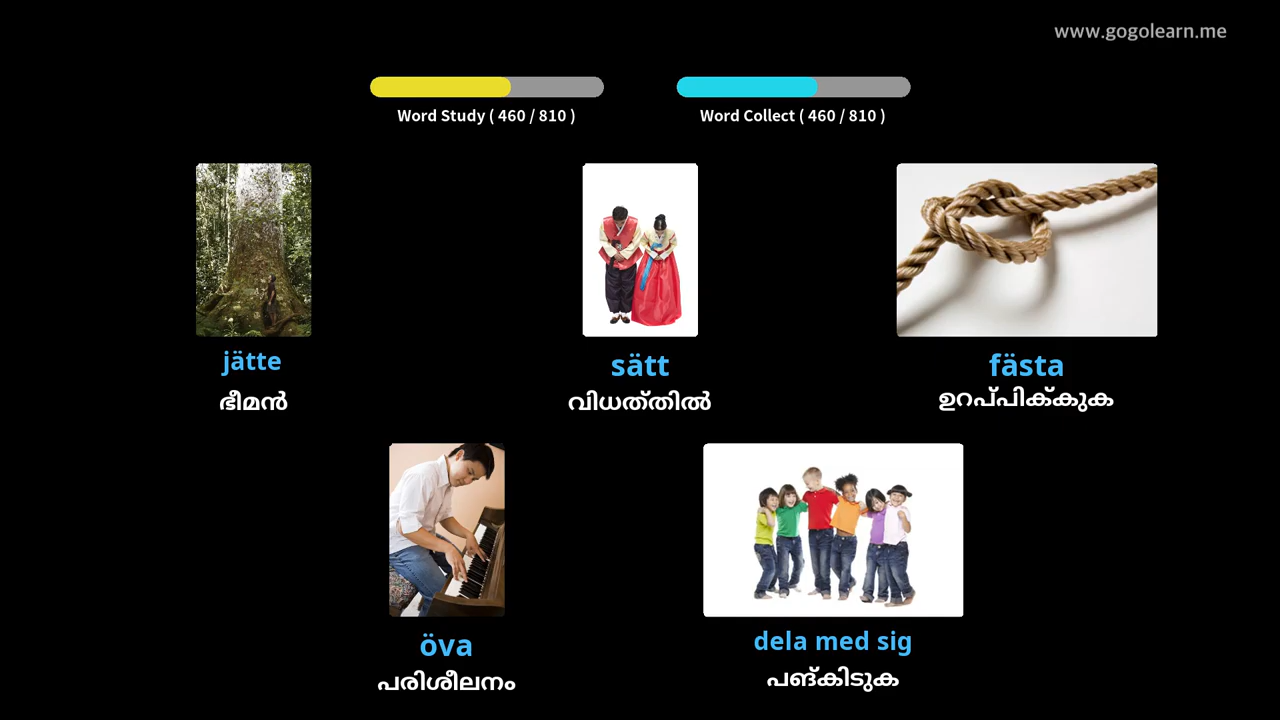 www.gogolearn.me
Word Study ( 460 / 810 )
Word Collect ( 460 / 810 )
jätte
ഭീമൻ
sätt
വിധത്തിൽ
fästa
ഉറപ്പിക്കുക
öva
പരിശീലനം
dela med sig
പങ്കിടുക